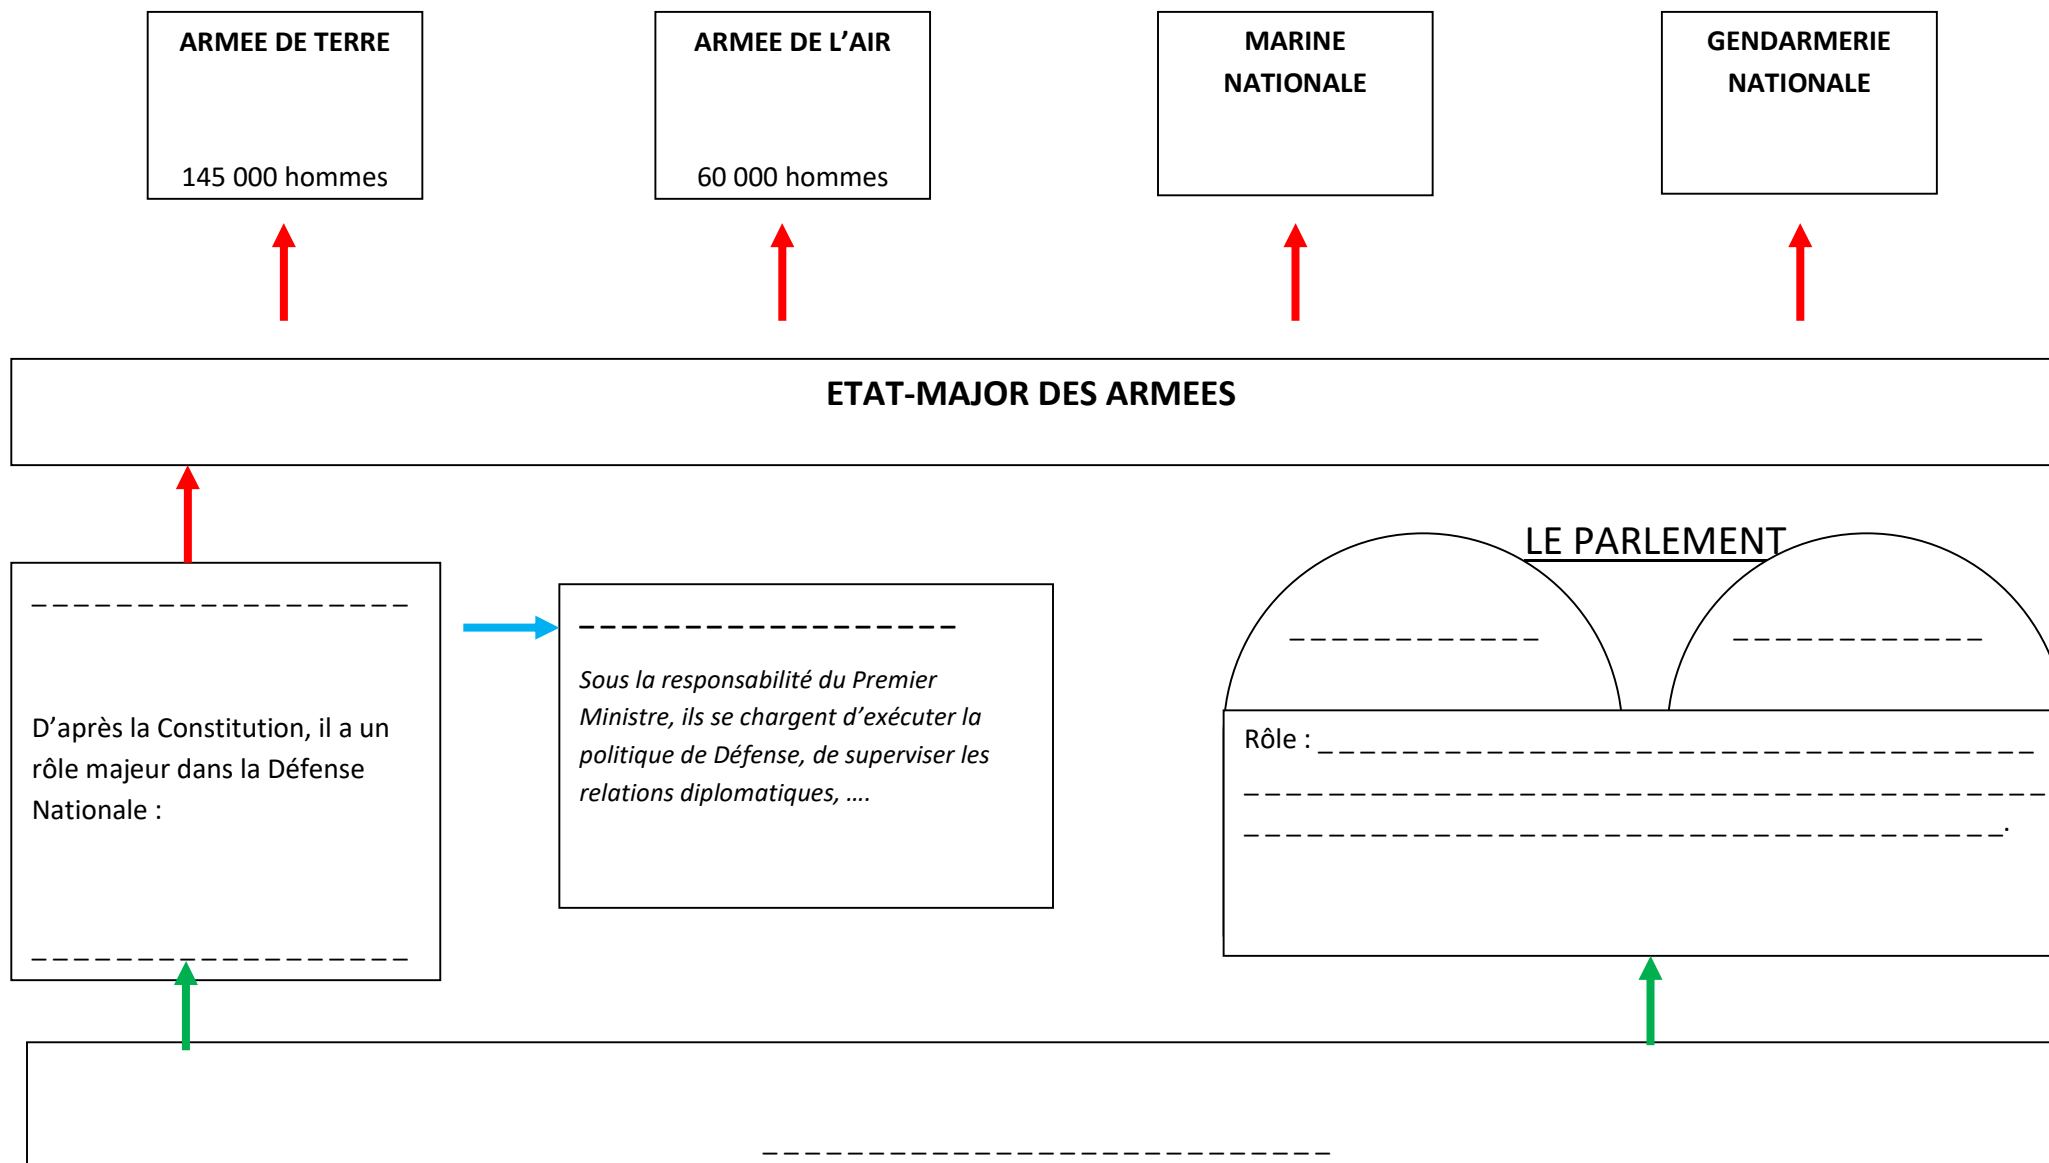 ARMEE DE TERRE
145 000 hommes
ARMEE DE L’AIR
60 000 hommes
MARINE
NATIONALE
GENDARMERIE
NATIONALE
ETAT-MAJOR DES ARMEES
_ _ _ _ _ _ _ _ _ _ _ _ _ _ _ _ _ _
D’après la Constitution, il a un
rôle majeur dans la Défense
Nationale :
_ _ _ _ _ _ _ _ _ _ _ _ _ _ _ _ _ _
_ _ _ _ _ _ _ _ _ _ _ _ _ _ _ _ _ _
Sous la responsabilité du Premier
Ministre, ils se chargent d’exécuter la
politique de Défense, de superviser les
relations diplomatiques, ....
LE PARLEMENT
_ _ _ _ _ _ _ _ _ _ _ _
_ _ _ _ _ _ _ _ _ _ _ _
Rôle : _ _ _ _ _ _ _ _ _ _ _ _ _ _ _ _ _ _ _ _ _ _ _ _ _ _ _ _ _ _ _ _ _ _
_ _ _ _ _ _ _ _ _ _ _ _ _ _ _ _ _ _ _ _ _ _ _ _ _ _ _ _ _ _ _ _ _ _ _ _ _ _
_ _ _ _ _ _ _ _ _ _ _ _ _ _ _ _ _ _ _ _ _ _ _ _ _ _ _ _ _ _ _ _ _ _ _ _.
_ _ _ _ _ _ _ _ _ _ _ _ _ _ _ _ _ _ _ _ _ _ _ _ _ _ _